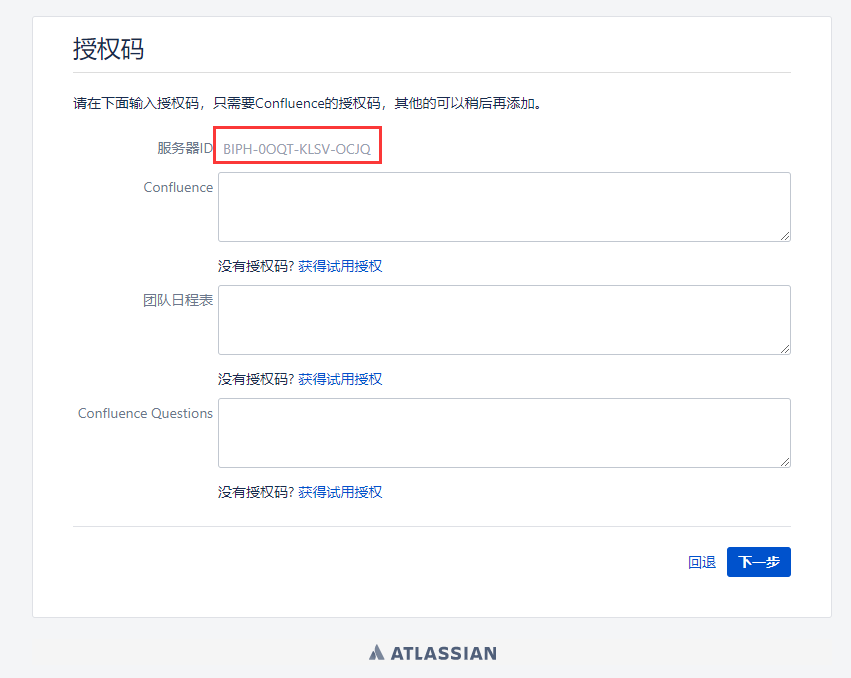 授权码
请在下面输入授权码，只需要Confluence的授权码，其他的可以稍后再添加。
服务器ID BIPH-0OQT-KLSV-OCJQ
Confluence
没有授权码? 获得试用授权
团队日程表
没有授权码? 获得试用授权
Confluence Questions
没有授权码? 获得试用授权
回退 下一步
ATLASSIAN